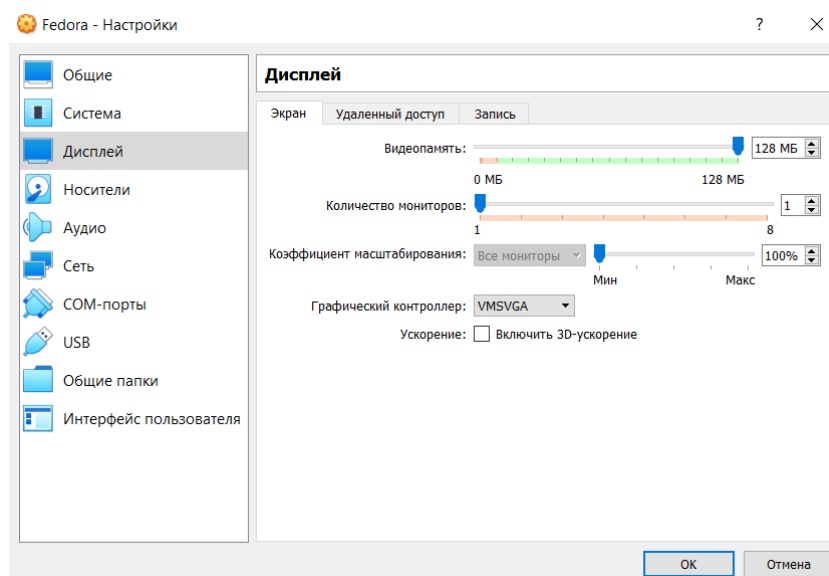 Fedora - Настройки
?
Общие
Система
Дисплей
Носители
Аудио
Сеть
COM-порты
USB
Общие папки
Интерфейс пользователя
Дисплей
Экран Удаленный доступ Запись
Видеопамять: 128 МБ
0 МБ 128 МБ
Количество мониторов: 1
1 8
Коэффициент масштабирования: Все мониторы 100%
Мин Макс
Графический контроллер: VMSVGA
Ускорение: Включить 3D-ускорение
OK Отмена